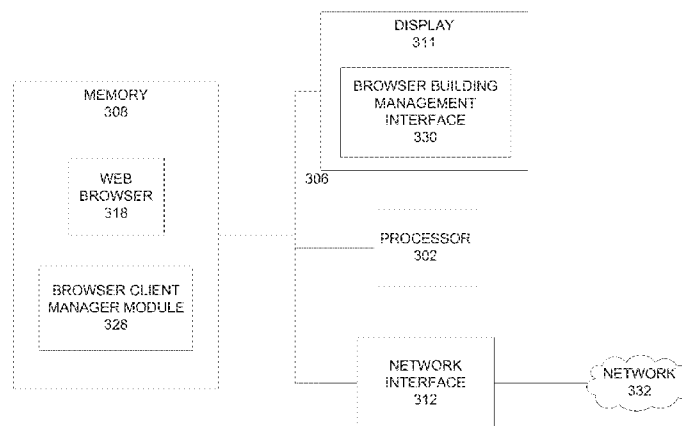 DISPLAY
311
BROWSER BUILDING
MANAGEMENT
INTERFACE
330
MEMORY
308
WEB
BROWSER
318
BROWSER CLIENT
MANAGER MODULE
328
306
PROCESSOR
302
NETWORK
INTERFACE
312
NETWORK
332